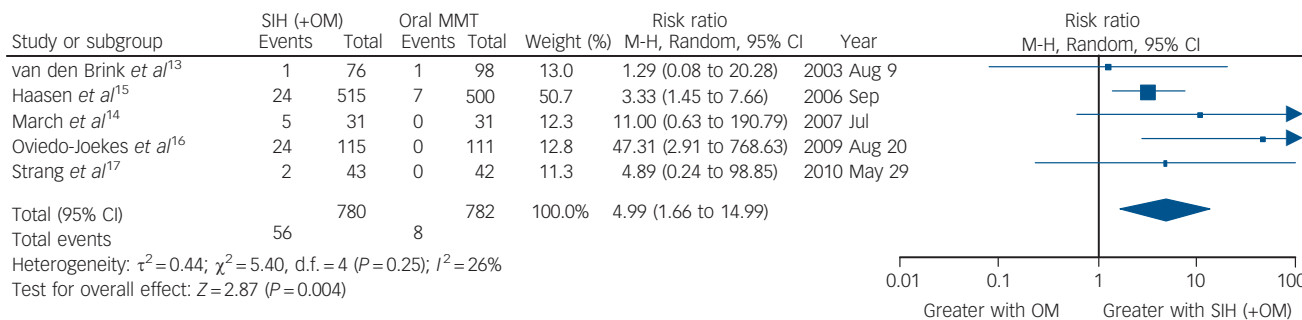 SIH (+OM) Oral MMT Risk ratio Risk ratio
Study or subgroup Events Total Events Total Weight (%) M-H, Random, 95% CI Year M-H, Random, 95% CI
van den Brink et al13 1 76 1 98 13.0 1.29 (0.08 to 20.28) 2003 Aug 9
Haasen et al15 24 515 7 500 50.7 3.33 (1.45 to 7.66) 2006 Sep
March et al14 5 31 0 31 12.3 11.00 (0.63 to 190.79) 2007 Jul
Oviedo-Joekes et al16 24 115 0 111 12.8 47.31 (2.91 to 768.63) 2009 Aug 20
Strang et al17 2 43 0 42 11.3 4.89 (0.24 to 98.85) 2010 May 29
Total (95% CI) 780 782 100.0% 4.99 (1.66 to 14.99)
Total events 56 8
Heterogeneity: τ2=0.44; χ2=5.40, d.f.=4 (P=0.25); I2=26%
Test for overall effect: Z=2.87 (P=0.004)
0.01 0.1 1 10 100
Greater with OM Greater with SIH (+OM)